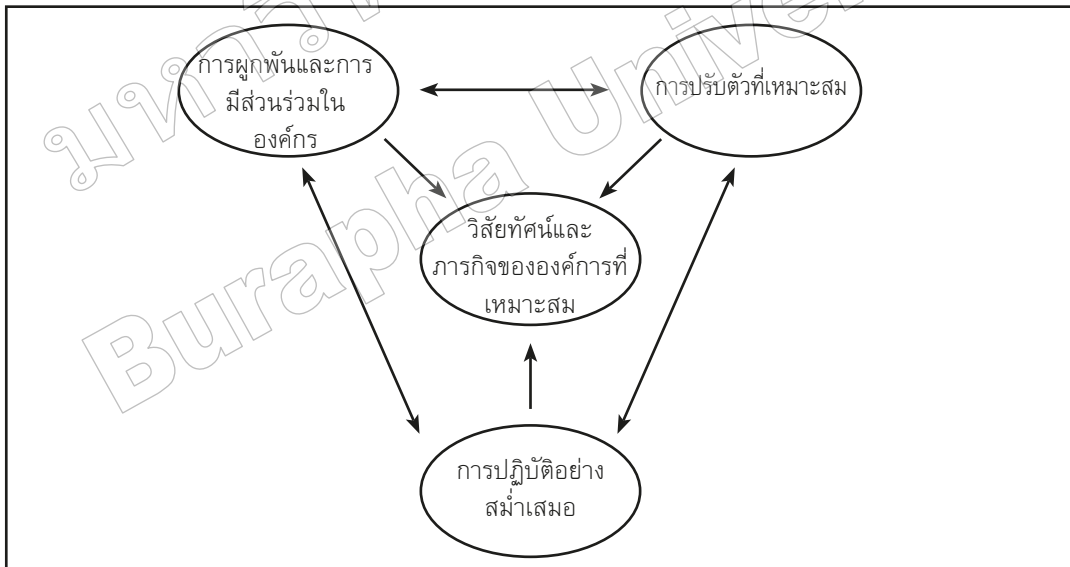 การผูกพันและการ
มีส่วนร่วมใน
องค์กร
การปรับตัวที่เหมาะสม
วิสัยทัศน์และ
ภารกิจขององค์การที่
เหมาะสม
การปฏิบัติอย่าง
สม่ำเสมอ
Burapha Unive